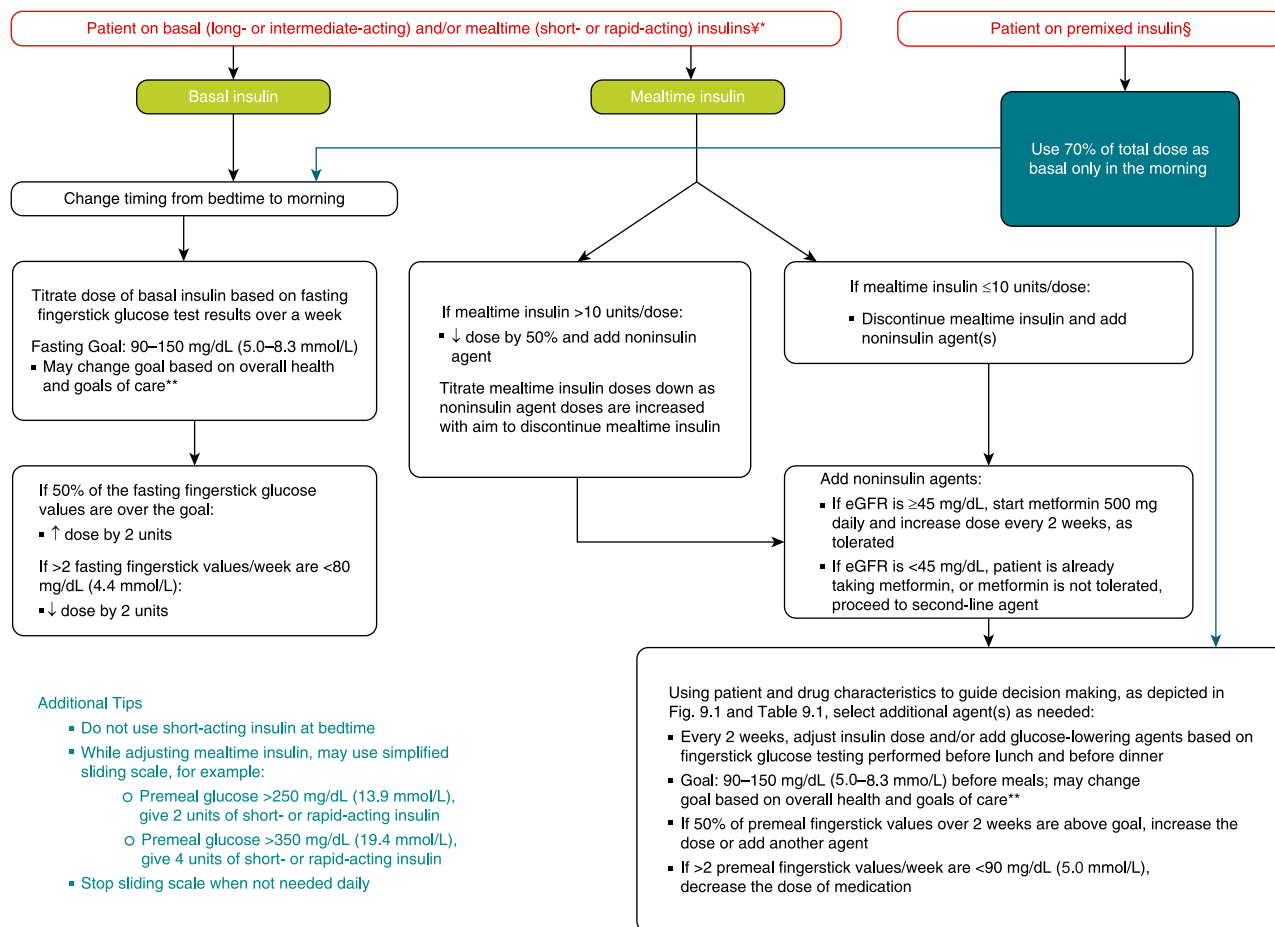 Patient on basal (long- or intermediate-acting) and/or mealtime (short- or rapid-acting) insulins¥*
Patient on premixed insulin§
Basal insulin
Mealtime insulin
Use 70% of total dose as
basal only in the morning
Change timing from bedtime to morning
Titrate dose of basal insulin based on fasting
fingerstick glucose test results over a week
Fasting Goal: 90–150 mg/dL (5.0–8.3 mmol/L)
▪ May change goal based on overall health
and goals of care**
If 50% of the fasting fingerstick glucose
values are over the goal:
▪ ↑ dose by 2 units
If >2 fasting fingerstick values/week are <80
mg/dL (4.4 mmol/L):
▪ ↓ dose by 2 units
If mealtime insulin >10 units/dose:
▪ ↓ dose by 50% and add noninsulin
agent
Titrate mealtime insulin doses down as
noninsulin agent doses are increased
with aim to discontinue mealtime insulin
If mealtime insulin ≤10 units/dose:
▪ Discontinue mealtime insulin and add
noninsulin agent(s)
Add noninsulin agents:
▪ If eGFR is ≥45 mg/dL, start metformin 500 mg
daily and increase dose every 2 weeks, as
tolerated
▪ If eGFR is <45 mg/dL, patient is already
taking metformin, or metformin is not tolerated,
proceed to second-line agent
Using patient and drug characteristics to guide decision making, as depicted in
Fig. 9.1 and Table 9.1, select additional agent(s) as needed:
▪ Every 2 weeks, adjust insulin dose and/or add glucose-lowering agents based on
fingerstick glucose testing performed before lunch and before dinner
▪ Goal: 90–150 mg/dL (5.0–8.3 mmo/L) before meals; may change
goal based on overall health and goals of care**
▪ If 50% of premeal fingerstick values over 2 weeks are above goal, increase the
dose or add another agent
▪ If >2 premeal fingerstick values/week are <90 mg/dL (5.0 mmol/L),
decrease the dose of medication
Additional Tips
▪ Do not use short-acting insulin at bedtime
▪ While adjusting mealtime insulin, may use simplified
sliding scale, for example:
○ Premeal glucose >250 mg/dL (13.9 mmol/L),
give 2 units of short- or rapid-acting insulin
○ Premeal glucose >350 mg/dL (19.4 mmol/L),
give 4 units of short- or rapid-acting insulin
▪ Stop sliding scale when not needed daily